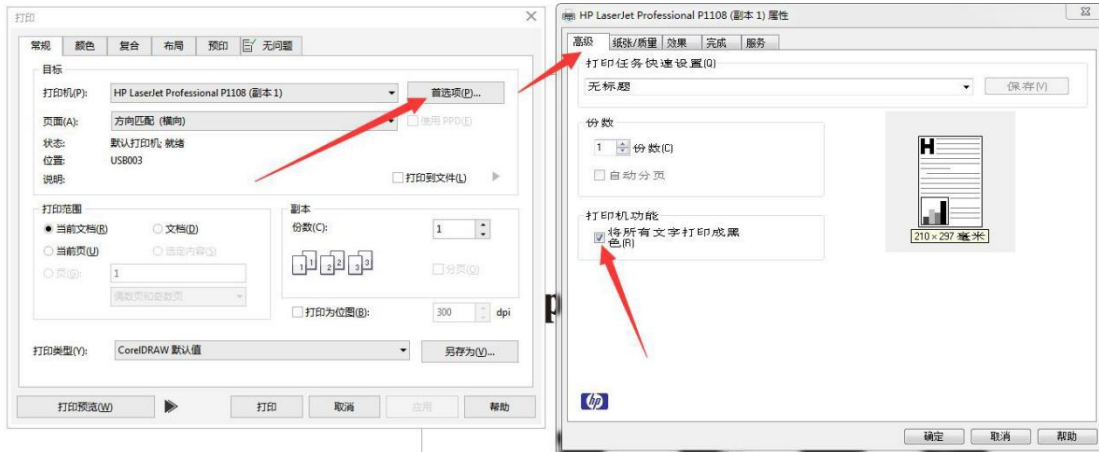 打印
常规 颜色 复合 布局 预印 无问题
目标
打印机(P): HP LaserJet Professional P1108 (副本 1) 首选项(P)...
页面(A): 方向匹配 (横向) 使用 PPD(E)
状态: 默认打印机; 就绪
位置: USB003
说明: 打印到文件(L)
打印范围
当前文档(R) 文档(D)
当前页(U) 选定内容(S)
页(G): 1
偶数页和奇数页
副本
份数(C): 1
1 1 2 2 3 3
分页(O)
打印为位图(B): 300 dpi
打印类型(Y): CorelDRAW 默认值 另存为(V)...
打印预览(W) 打印 取消 应用 帮助
p
HP LaserJet Professional P1108 (副本 1) 属性
高级 纸张/质量 效果 完成 服务
打印任务快速设置(Q)
无标题 保存(V)
份数
1 份数(C)
自动分页
打印机功能
将所有文字打印成黑
色(R)
H
210 × 297 毫米
hp
确定 取消 帮助